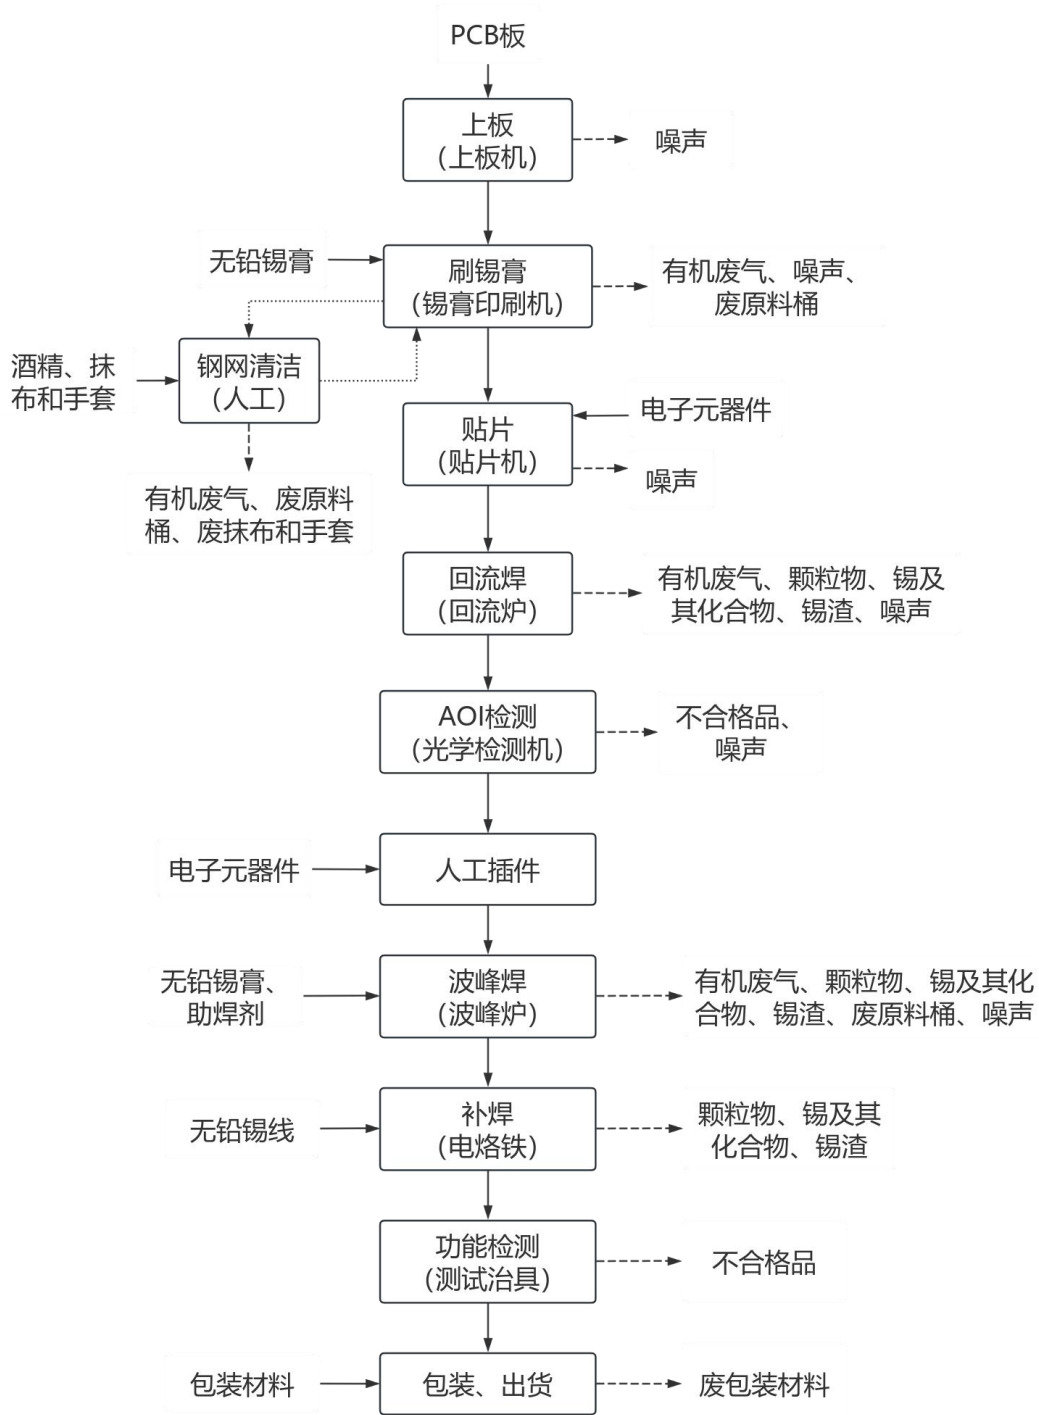 PCB板
上板
（上板机）
噪声
无铅锡膏
刷锡膏
（锡膏印刷机）
有机废气、噪声、
废原料桶
酒精、抹
布和手套
钢网清洁
（人工）
有机废气、废原料
桶、废抹布和手套
贴片
（贴片机）
电子元器件
噪声
回流焊
（回流炉）
有机废气、颗粒物、锡及
其化合物、锡渣、噪声
AOI检测
（光学检测机）
不合格品、
噪声
电子元器件
人工插件
无铅锡膏、
助焊剂
波峰焊
（波峰炉）
有机废气、颗粒物、锡及其化
合物、锡渣、废原料桶、噪声
无铅锡线
补焊
（电烙铁）
颗粒物、锡及其
化合物、锡渣
功能检测
（测试治具）
不合格品
包装材料
包装、出货
废包装材料